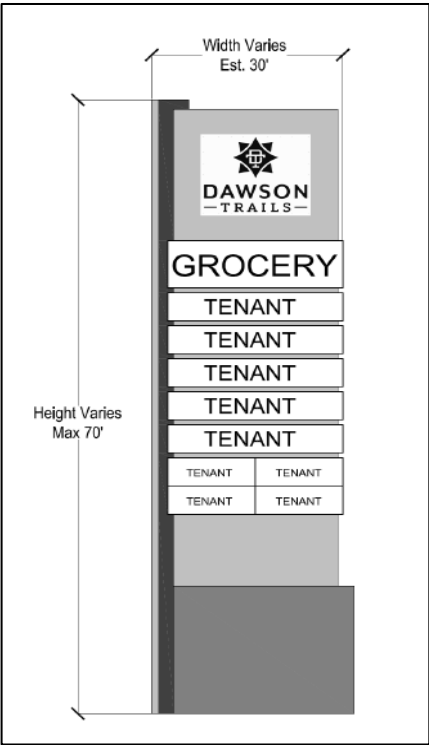 Width Varies
Est. 30'
DAWSON
TRAILS
GROCERY
TENANT
TENANT
TENANT
TENANT
TENANT
TENANT TENANT
TENANT TENANT
Height Varies
Max 70'